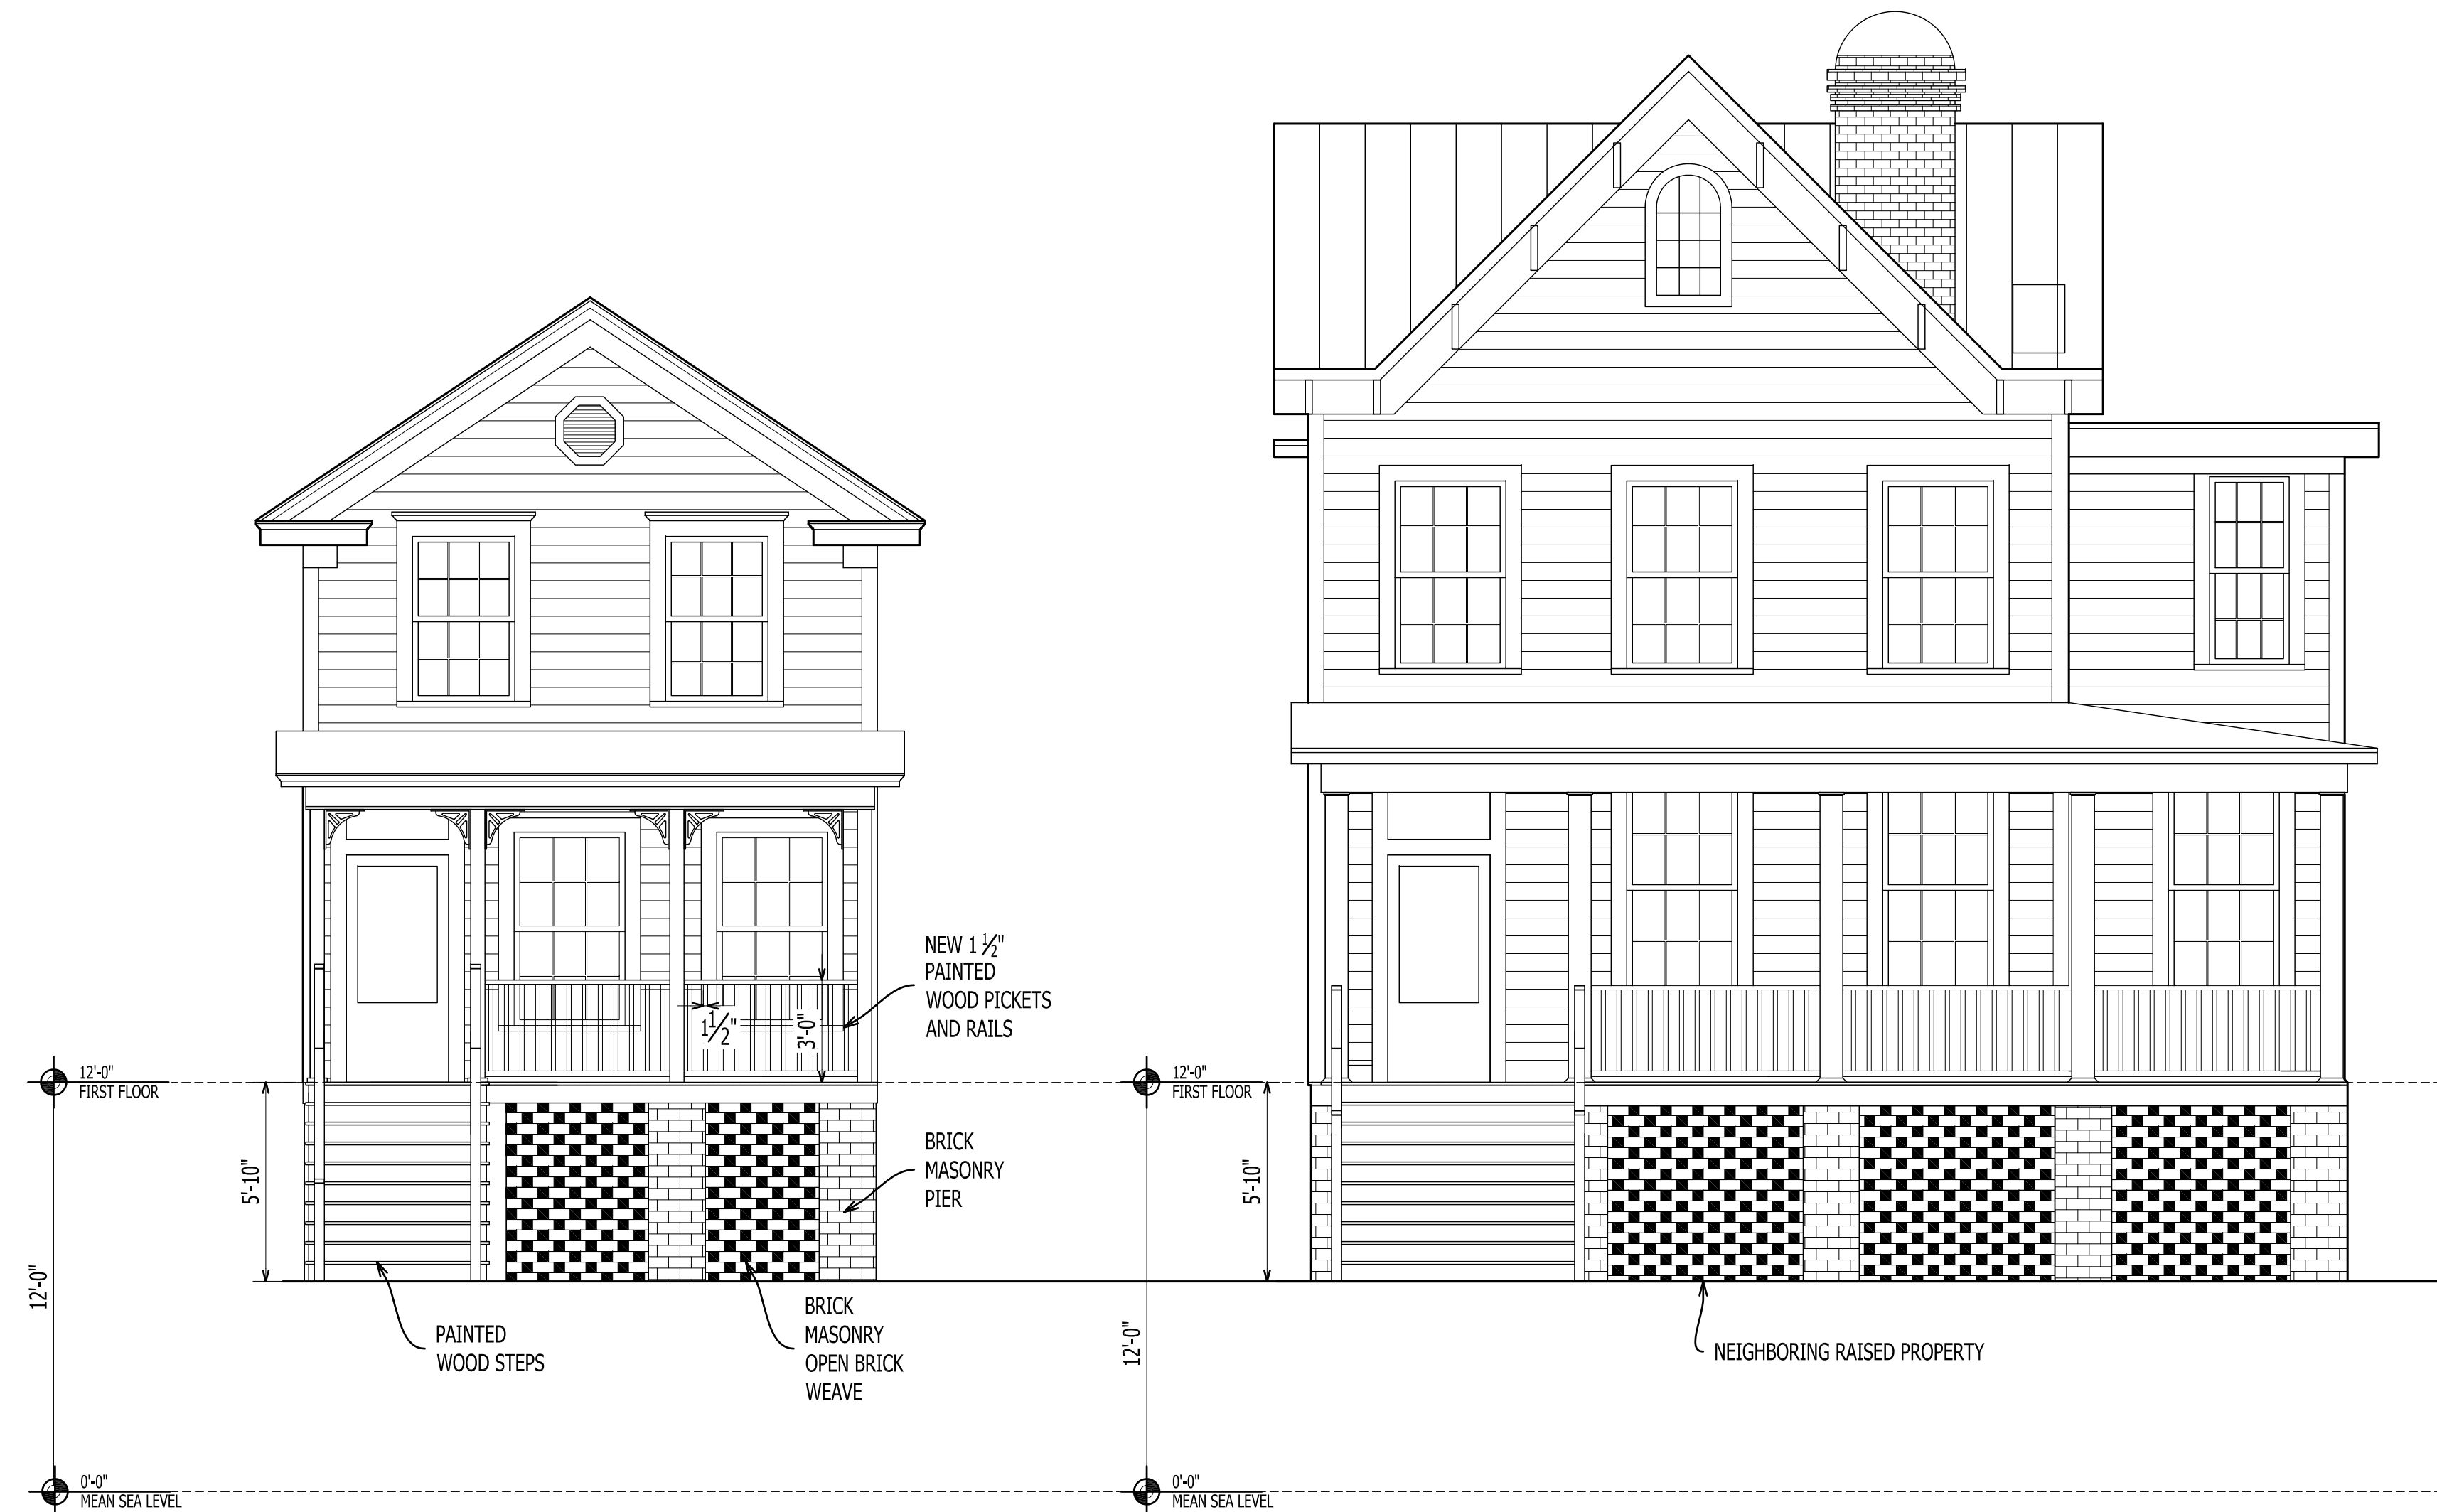 NEW 1 1/2"
PAINTED
WOOD PICKETS
AND RAILS
1 1/2"
3'-0"
12'-0"
FIRST FLOOR
12'-0"
FIRST FLOOR
BRICK
MASONRY
PIER
5'-10"
5'-10"
12'-0"
BRICK
MASONRY
OPEN BRICK
WEAVE
PAINTED
WOOD STEPS
12'-0"
NEIGHBORING RAISED PROPERTY
0'-0"
MEAN SEA LEVEL
0'-0"
MEAN SEA LEVEL